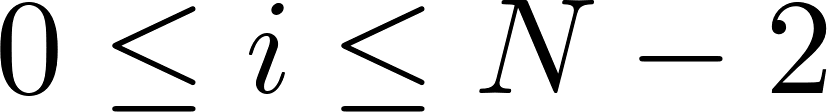 0 ≤ i ≤ N − 2